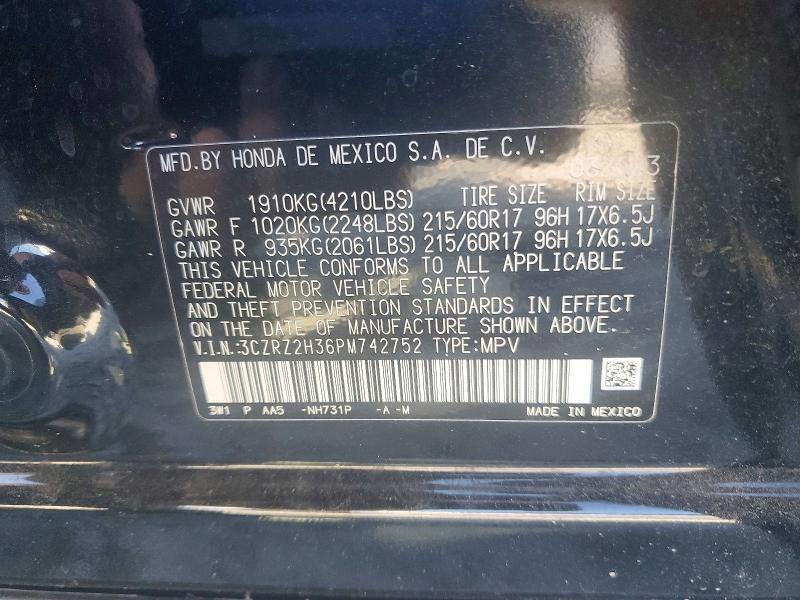 MFD.BY HONDA DE MEXICO S.A. DE C.V.
GVWR 1910KG(4210LBS) TIRE SIZE RIM SIZE
GAWR F 1020KG(2248LBS) 215/60R17 96H 17X6.5J
GAWR R 935KG(2061LBS) 215/60R17 96H 17X6.5J
THIS VEHICLE CONFORMS TO ALL APPLICABLE
FEDERAL MOTOR VEHICLE SAFETY
AND THEFT PREVENTION STANDARDS IN EFFECT
ON THE DATE OF MANUFACTURE SHOWN ABOVE.
V.I.N.:3CZRZ2H36PM742752 TYPE:MPV
3W1 P AA5 -NH731P -A -M MADE IN MEXICO